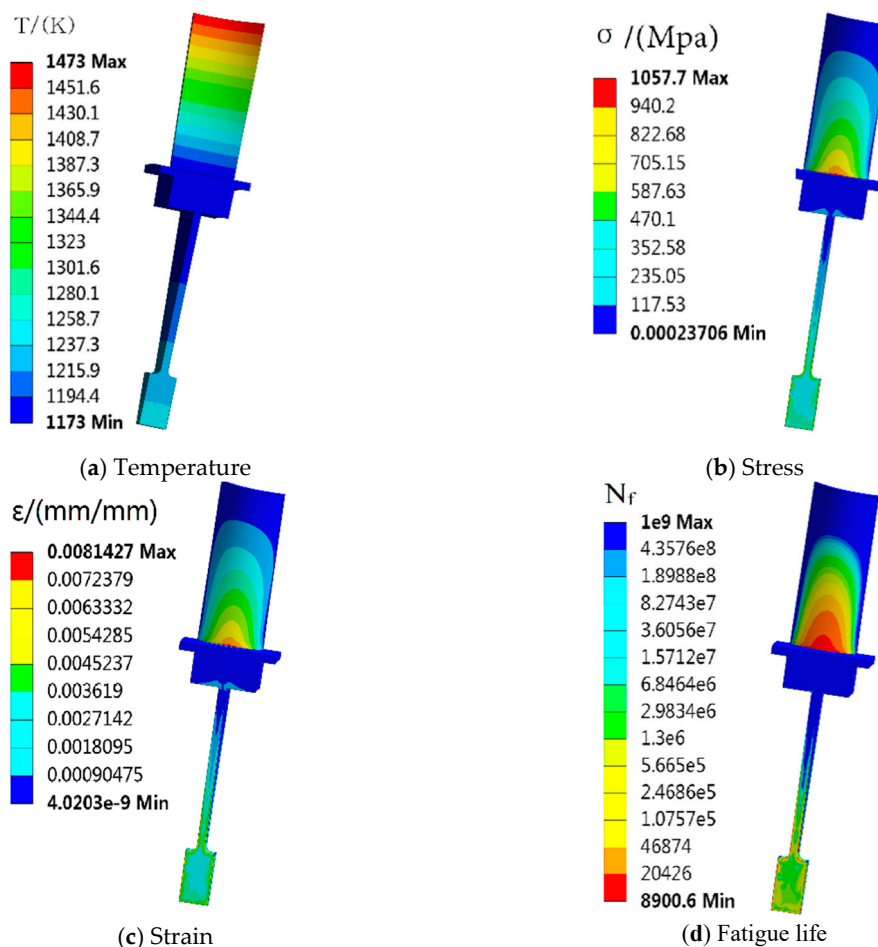 T/(K)
1473 Max
1451.6
1430.1
1408.7
1387.3
1365.9
1344.4
1323
1301.6
1280.1
1258.7
1237.3
1215.9
1194.4
1173 Min
(a) Temperature
σ /(Mpa)
1057.7 Max
940.2
822.68
705.15
587.63
470.1
352.58
235.05
117.53
0.00023706 Min
(b) Stress
ε/(mm/mm)
0.0081427 Max
0.0072379
0.0063332
0.0054285
0.0045237
0.003619
0.0027142
0.0018095
0.00090475
4.0203e-9 Min
(c) Strain
Nf
1e9 Max
4.3576e8
1.8988e8
8.2743e7
3.6056e7
1.5712e7
6.8464e6
2.9834e6
1.3e6
5.665e5
2.4686e5
1.0757e5
46874
20426
8900.6 Min
(d) Fatigue life